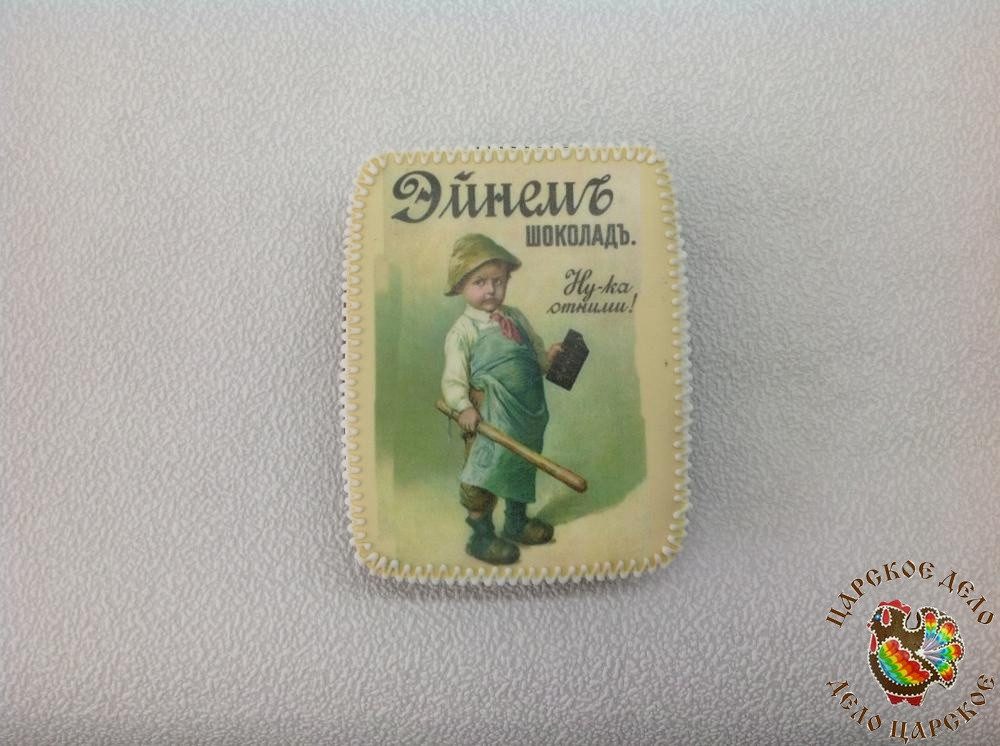 Эйнемъ
ШОКОЛАДЪ.
Ну-ка
отними!
ЦАРСКОЕ ДЕЛО
ДЕЛО ЦАРСКОЕ